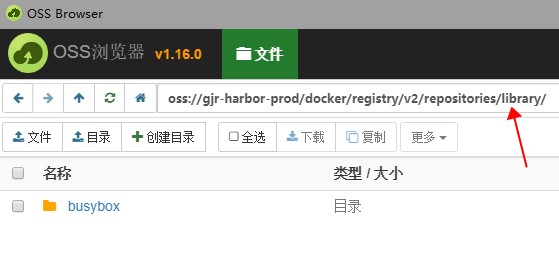 OSS Browser
OSS浏览器 v1.16.0 文件
oss://gjr-harbor-prod/docker/registry/v2/repositories/library/
文件 目录 创建目录 全选 下载 复制 更多
名称 类型 / 大小
busybox 目录